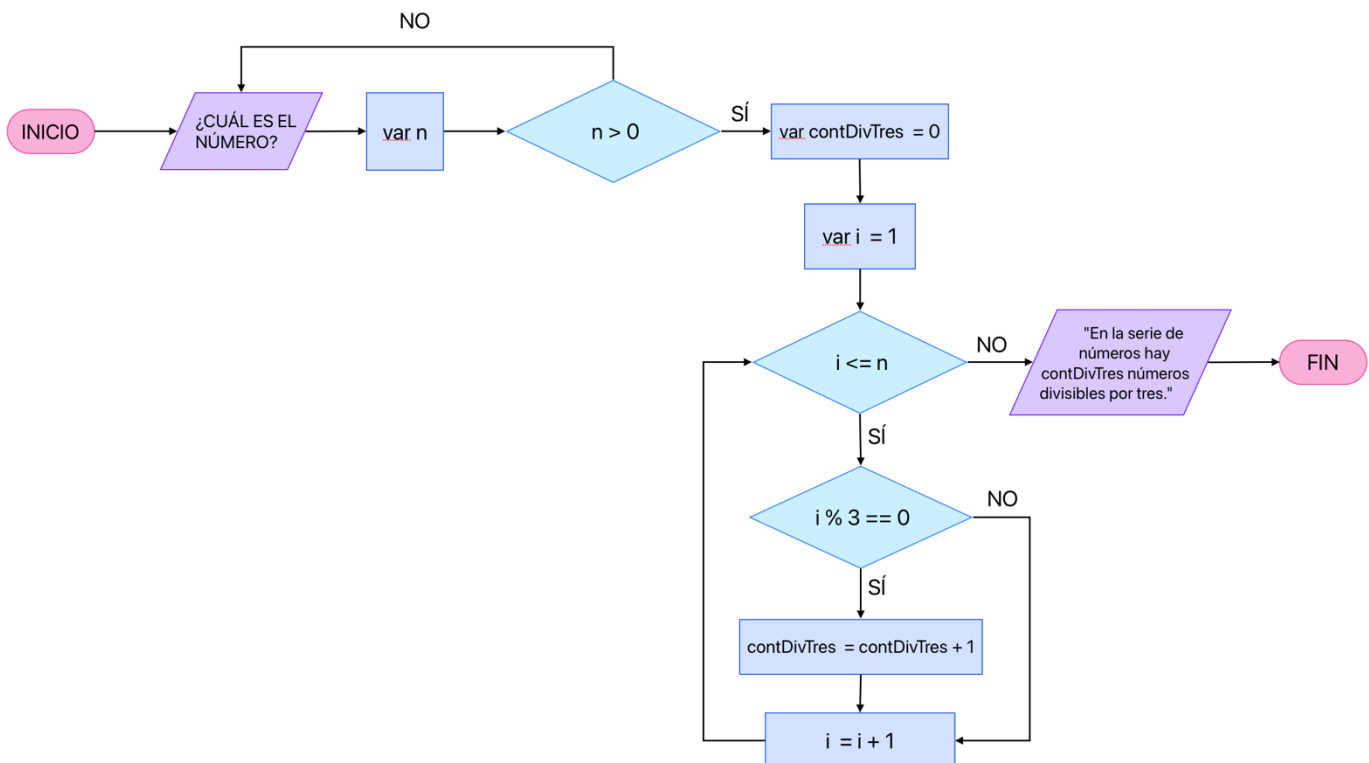 NO
INICIO
¿CUÁL ES EL
NÚMERO?
var n
n > 0
SÍ
var contDivTres = 0
var i = 1
i <= n
NO
"En la serie de
números hay
contDivTres números
divisibles por tres."
FIN
SÍ
i % 3 == 0
NO
SÍ
contDivTres = contDivTres + 1
i = i + 1